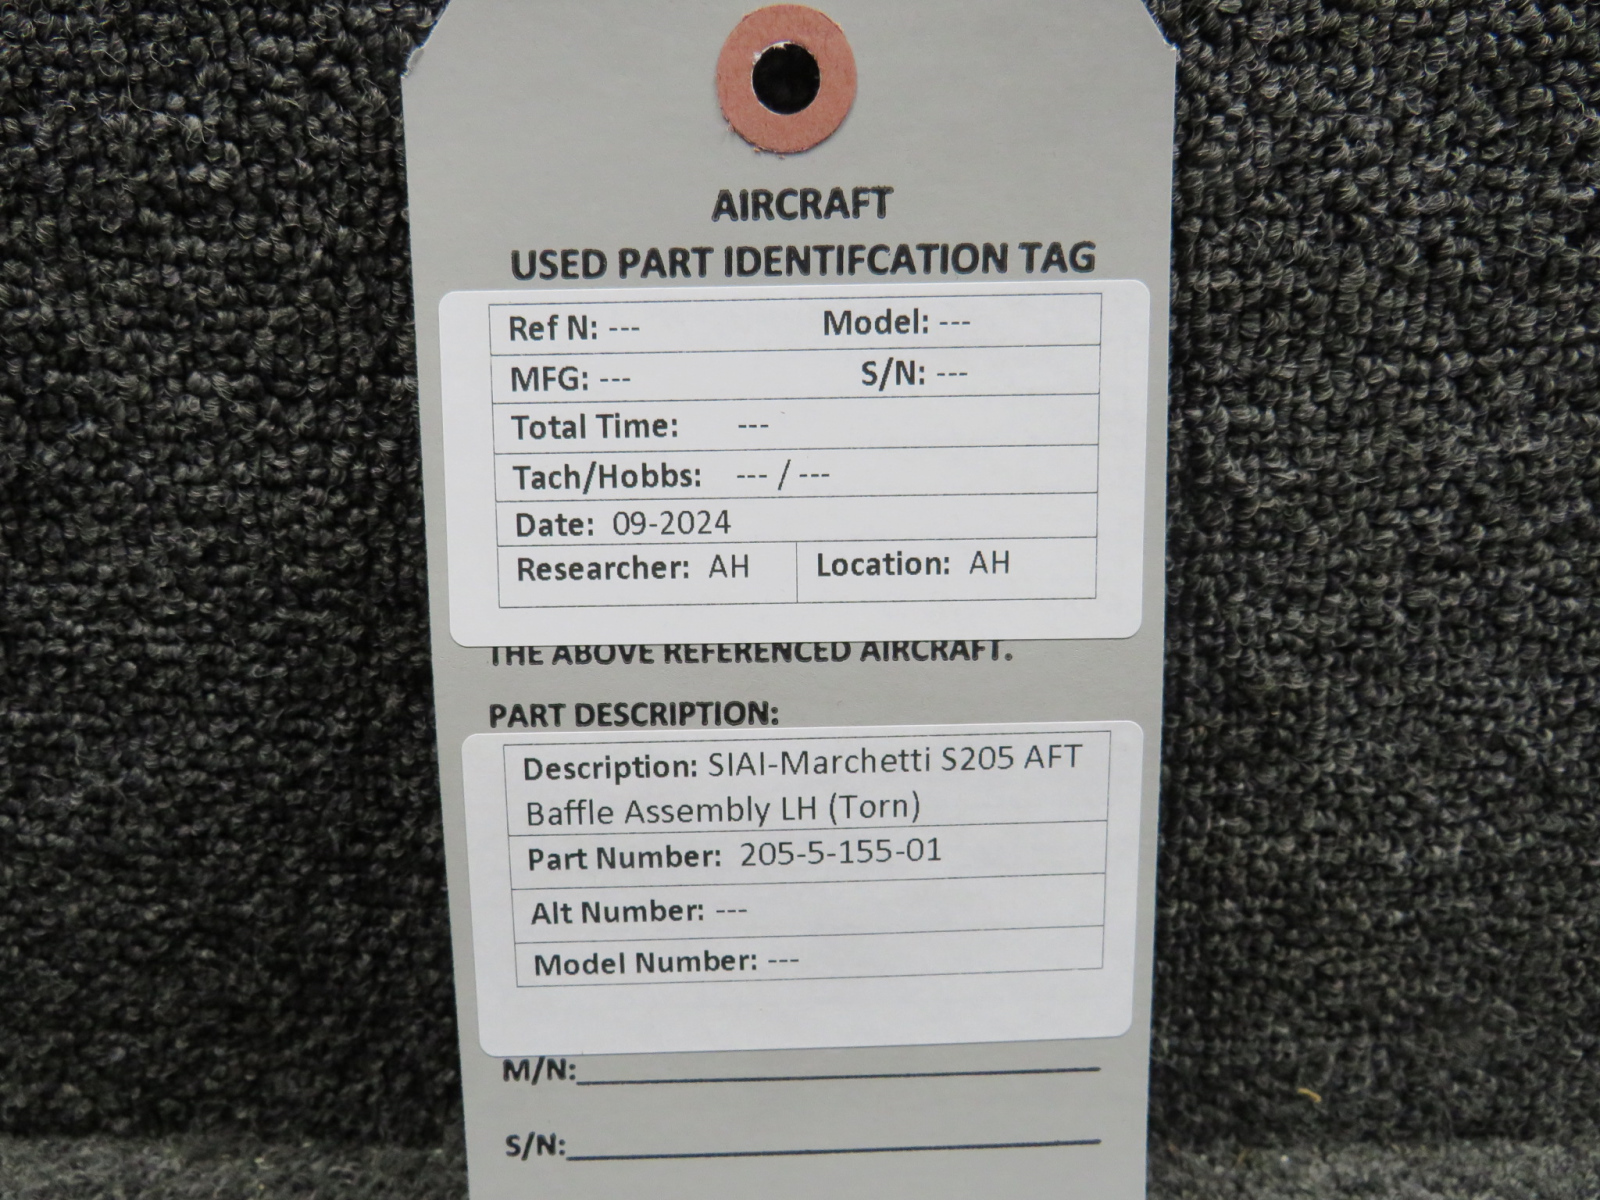 AIRCRAFT
USED PART IDENTIFCATION TAG
Ref N: --- Model: ---
MFG: --- S/N: ---
Total Time: ---
Tach/Hobbs: --- / ---
Date: 09-2024
Researcher: AH Location: AH
THE ABOVE REFERENCED AIRCRAFT.
PART DESCRIPTION:
Description: SIAI-Marchetti S205 AFT
Baffle Assembly LH (Torn)
Part Number: 205-5-155-01
Alt Number: ---
Model Number: ---
M/N:
S/N: